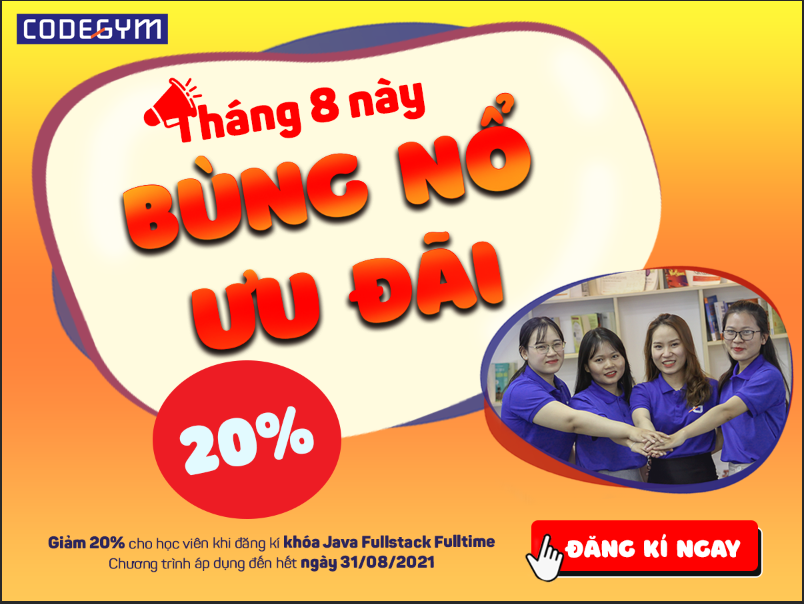 CODEGYM
Tháng 8 này
BÙNG NỔ
ƯU ĐÃI
20%
Giảm 20% cho học viên khi đăng kí khóa Java Fullstack Fulltime
Chương trình áp dụng đến hết ngày 31/08/2021
ĐĂNG KÍ NGAY